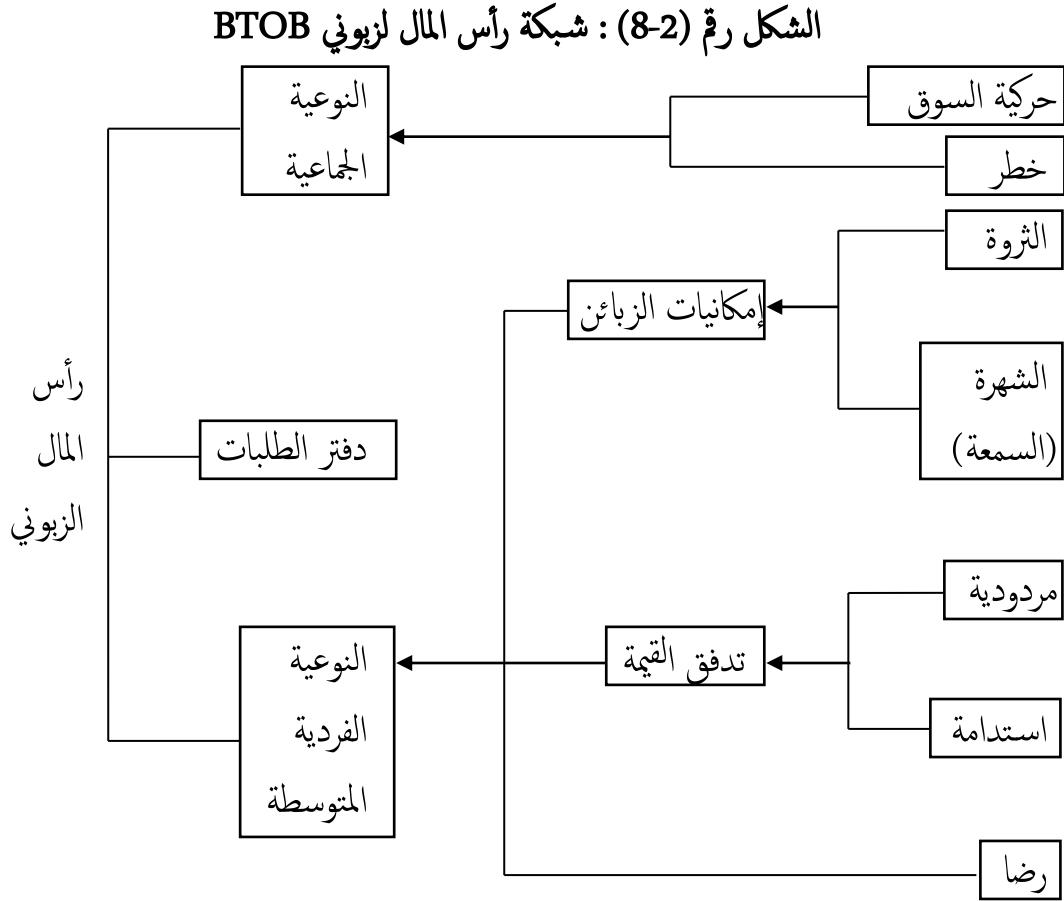 الشكل رقم (2-8) : شبكة رأس المال لزبوني BTOB
حركية السوق
خطر
النوعية
الجماعية
الثروة
إمكانيات الزبائن
الشهرة
(السمعة)
رأس
المال
الزبوني
دفتر الطلبات
مردودية
تدفق القيمة
استدامة
النوعية
الفردية
المتوسطة
رضا